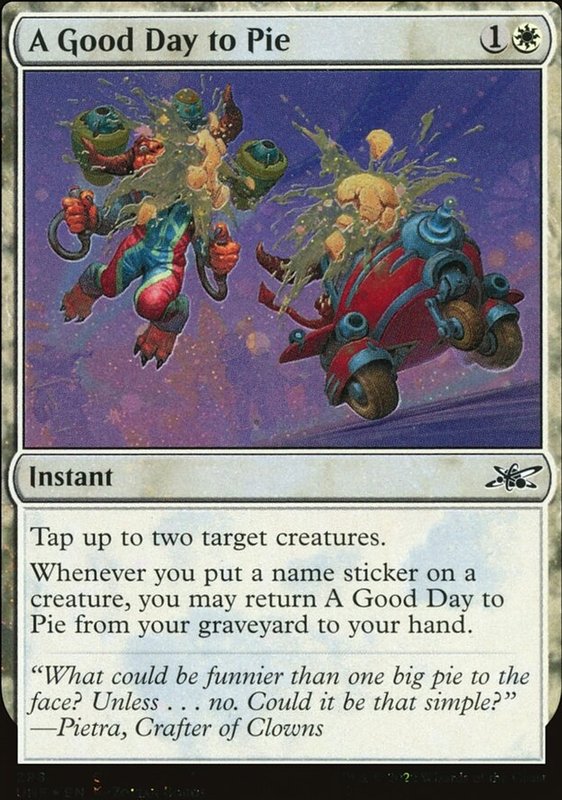 A Good Day to Pie 1
Instant
Tap up to two target creatures.
Whenever you put a name sticker on a
creature, you may return A Good Day to
Pie from your graveyard to your hand.
“What could be funnier than one big pie to the
face? Unless . . . no. Could it be that simple?”
—Pietra, Crafter of Clowns